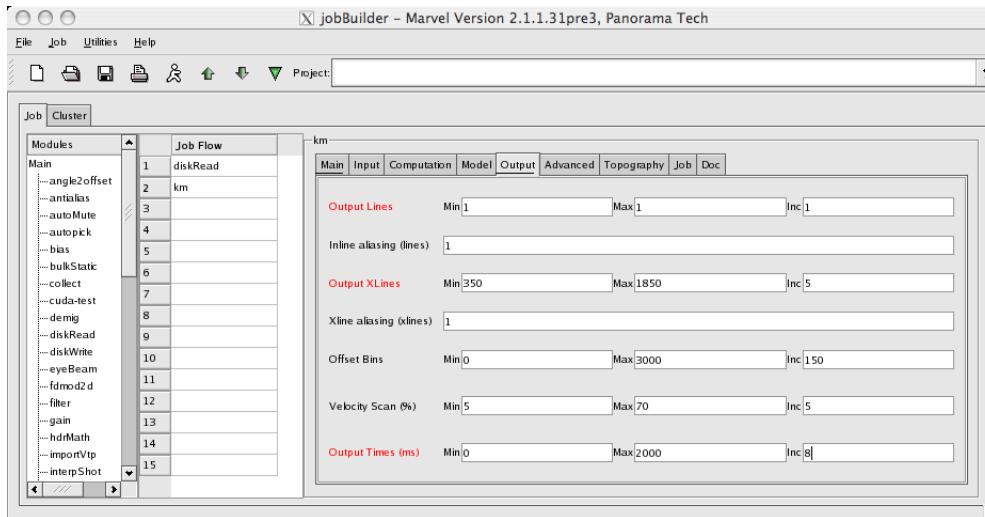 jobBuilder – Marvel Version 2.1.1.31pre3, Panorama Tech
File Job Utilities Help
Project:
Job Cluster
Modules
Main
angle2offset
antialias
autoMute
autopick
bias
bulkStatic
collect
cuda-test
demig
diskRead
diskWrite
eyeBeam
fdmod2d
filter
gain
hdrMath
importVtp
interpShot
Job Flow
1 diskRead
2 km
3
4
5
6
7
8
9
10
11
12
13
14
15
km
Main Input Computation Model Output Advanced Topography Job Doc
Output Lines Min 1 Max 1 Inc 1
Inline aliasing (lines) 1
Output XLines Min 350 Max 1850 Inc 5
Xline aliasing (xlines) 1
Offset Bins Min 0 Max 3000 Inc 150
Velocity Scan (%) Min 5 Max 70 Inc 5
Output Times (ms) Min 0 Max 2000 Inc 8